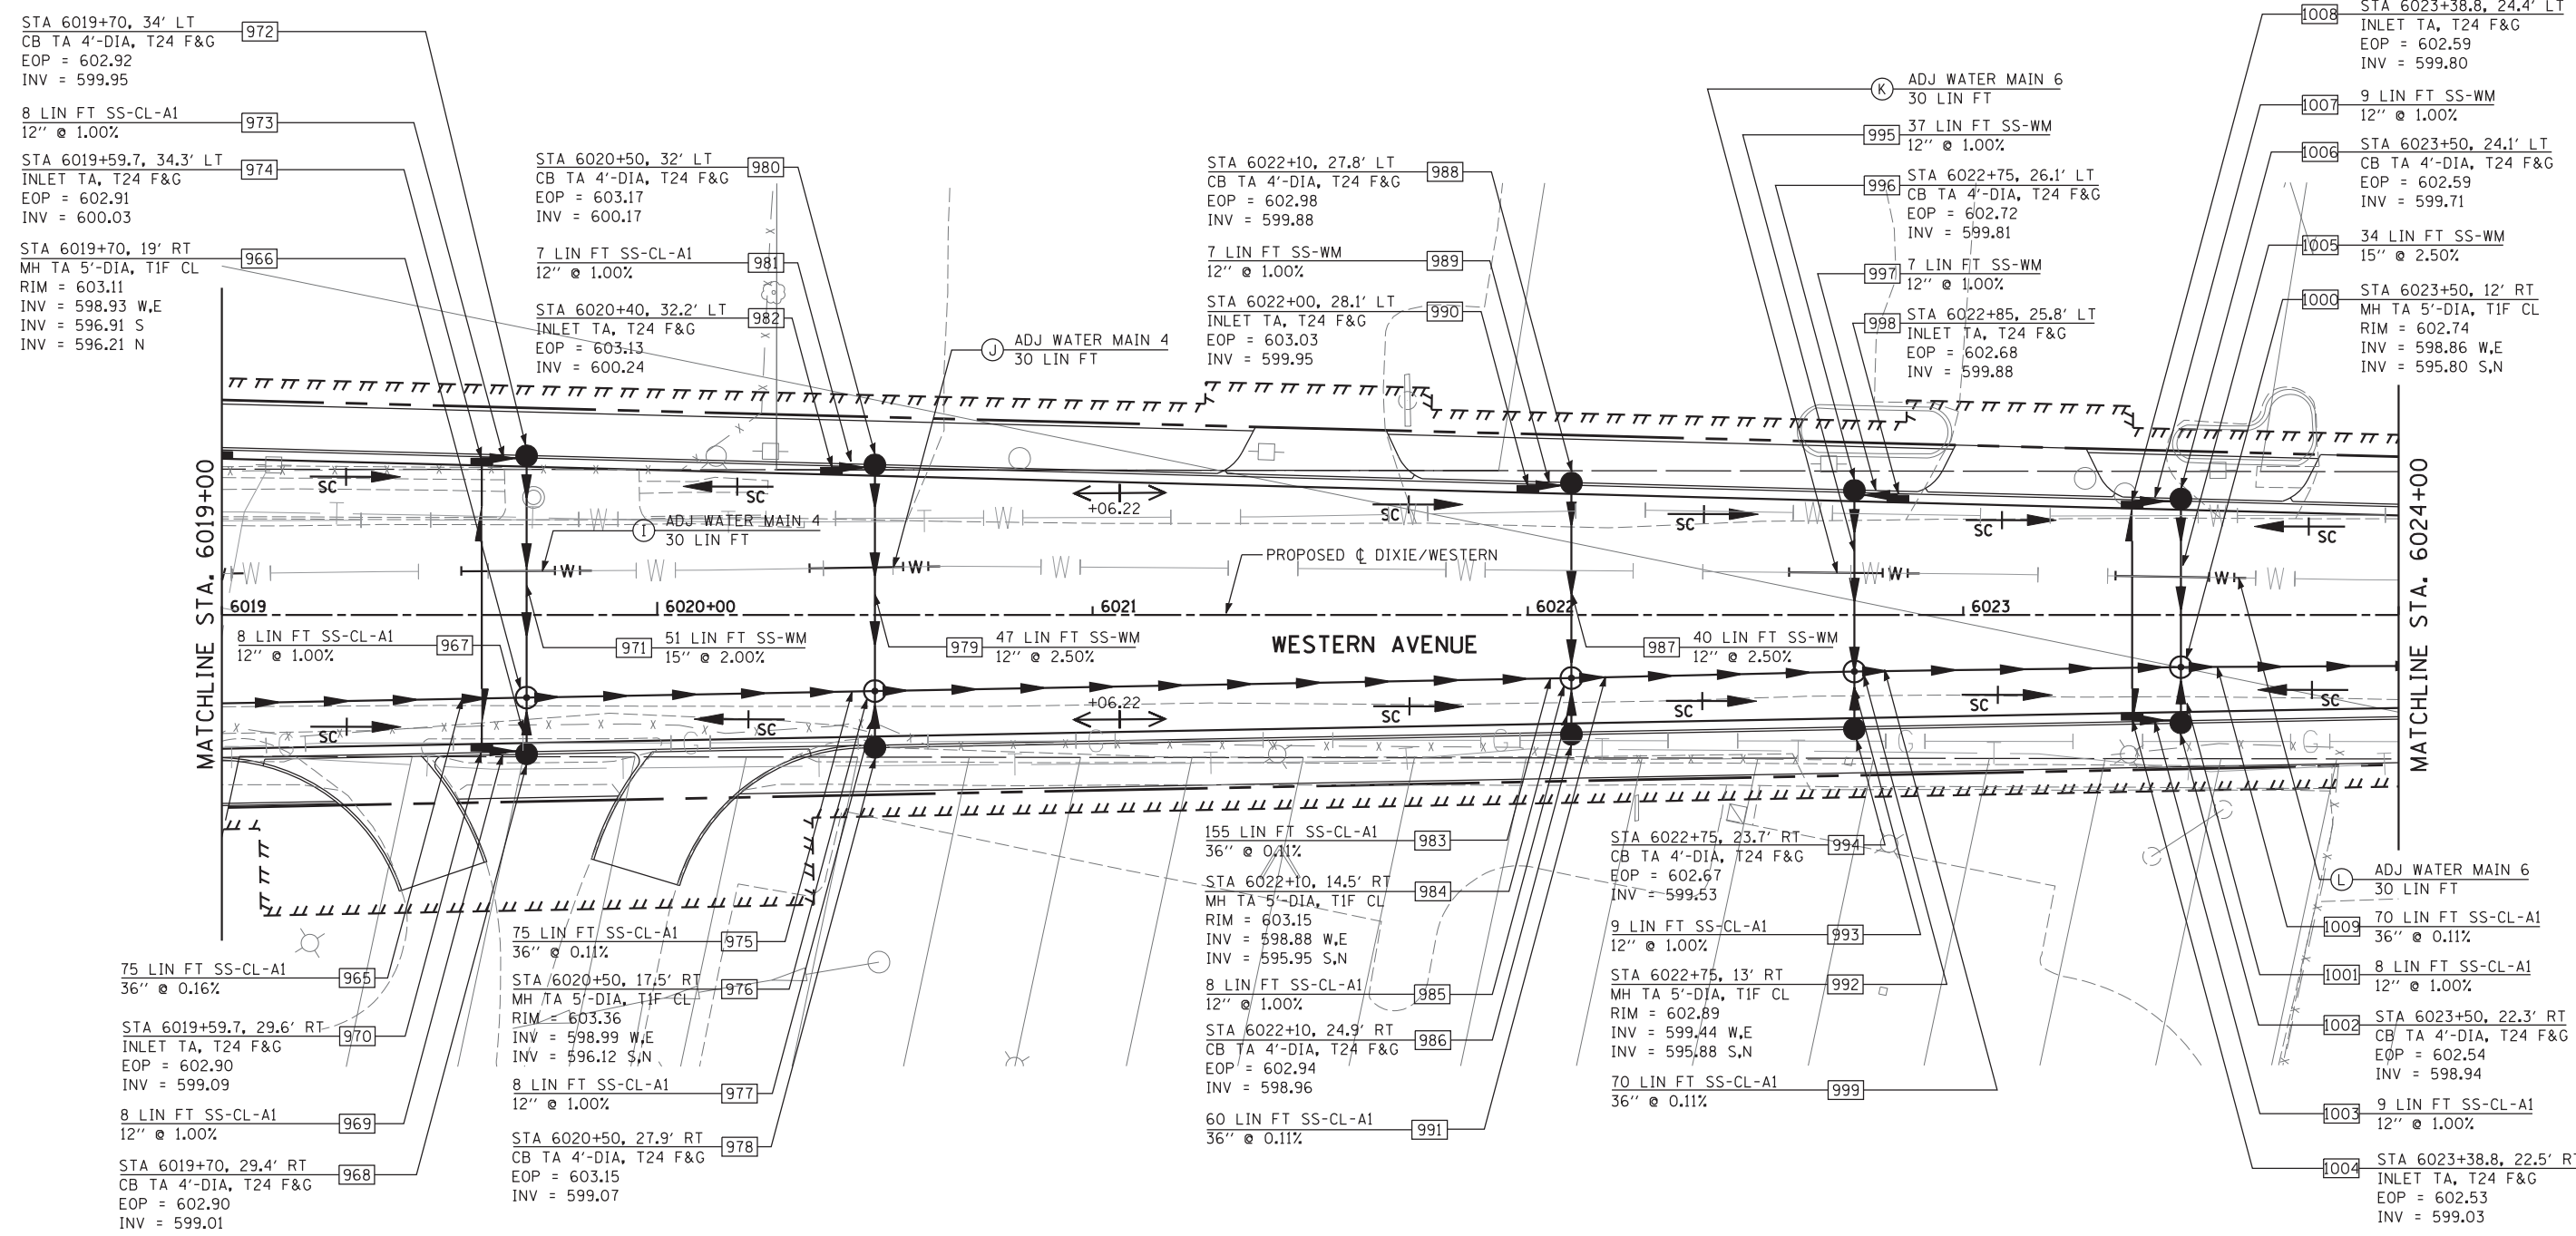 STA 6019+70, 34' LT
CB TA 4'-DIA, T24 F&G
EOP = 602.92
INV = 599.95
972
8 LIN FT SS-CL-A1
12'' @ 1.00%
973
STA 6019+59.7, 34.3' LT
INLET TA, T24 F&G
EOP = 602.91
INV = 600.03
974
STA 6019+70, 19' RT
MH TA 5'-DIA, T1F CL
RIM = 603.11
INV = 598.93 W,E
INV = 596.91 S
INV = 596.21 N
966
STA 6020+50, 32' LT
CB TA 4'-DIA, T24 F&G
EOP = 603.17
INV = 600.17
980
7 LIN FT SS-CL-A1
12'' @ 1.00%
981
STA 6020+40, 32.2' LT
INLET TA, T24 F&G
EOP = 603.13
INV = 600.24
982
J
ADJ WATER MAIN 4
30 LIN FT
STA 6022+10, 27.8' LT
CB TA 4'-DIA, T24 F&G
EOP = 602.98
INV = 599.88
988
7 LIN FT SS-WM
12'' @ 1.00%
989
STA 6022+00, 28.1' LT
INLET TA, T24 F&G
EOP = 603.03
INV = 599.95
990
K
ADJ WATER MAIN 6
30 LIN FT
995
37 LIN FT SS-WM
12'' @ 1.00%
996
STA 6022+75, 26.1' LT
CB TA 4'-DIA, T24 F&G
EOP = 602.72
INV = 599.81
997
7 LIN FT SS-WM
12'' @ 1.00%
998
STA 6022+85, 25.8' LT
INLET TA, T24 F&G
EOP = 602.68
INV = 599.88
1008
STA 6023+38.8, 24.4' LT
INLET TA, T24 F&G
EOP = 602.59
INV = 599.80
1007
9 LIN FT SS-WM
12'' @ 1.00%
1006
STA 6023+50, 24.1' LT
CB TA 4'-DIA, T24 F&G
EOP = 602.59
INV = 599.71
1005
34 LIN FT SS-WM
15'' @ 2.50%
1000
STA 6023+50, 12' RT
MH TA 5'-DIA, T1F CL
RIM = 602.74
INV = 598.86 W,E
INV = 595.80 S,N
MATCHLINE STA. 6019+00
SC
SC
+06.22
SC
SC
SC
SC
I
ADJ WATER MAIN 4
30 LIN FT
PROPOSED ℄ DIXIE/WESTERN
W
W
W
W
6019
6020+00
6021
6022
6023
MATCHLINE STA. 6024+00
8 LIN FT SS-CL-A1
12'' @ 1.00%
967
971
51 LIN FT SS-WM
15'' @ 2.00%
979
47 LIN FT SS-WM
12'' @ 2.50%
WESTERN AVENUE
987
40 LIN FT SS-WM
12'' @ 2.50%
SC
SC
+06.22
SC
SC
SC
SC
75 LIN FT SS-CL-A1
36'' @ 0.16%
965
STA 6019+59.7, 29.6' RT
INLET TA, T24 F&G
EOP = 602.90
INV = 599.09
970
8 LIN FT SS-CL-A1
12'' @ 1.00%
969
STA 6019+70, 29.4' RT
CB TA 4'-DIA, T24 F&G
EOP = 602.90
INV = 599.01
968
75 LIN FT SS-CL-A1
36'' @ 0.11%
975
STA 6020+50, 17.5' RT
MH TA 5'-DIA, T1F CL
RIM = 603.36
INV = 598.99 W,E
INV = 596.12 S,N
976
8 LIN FT SS-CL-A1
12'' @ 1.00%
977
STA 6020+50, 27.9' RT
CB TA 4'-DIA, T24 F&G
EOP = 603.15
INV = 599.07
978
155 LIN FT SS-CL-A1
36'' @ 0.11%
983
STA 6022+10, 14.5' RT
MH TA 5'-DIA, T1F CL
RIM = 603.15
INV = 598.88 W,E
INV = 595.95 S,N
984
8 LIN FT SS-CL-A1
12'' @ 1.00%
985
STA 6022+10, 24.9' RT
CB TA 4'-DIA, T24 F&G
EOP = 602.94
INV = 598.96
986
60 LIN FT SS-CL-A1
36'' @ 0.11%
991
STA 6022+75, 23.7' RT
CB TA 4'-DIA, T24 F&G
EOP = 602.67
INV = 599.53
994
9 LIN FT SS-CL-A1
12'' @ 1.00%
993
STA 6022+75, 13' RT
MH TA 5'-DIA, T1F CL
RIM = 602.89
INV = 599.44 W,E
INV = 595.88 S,N
992
70 LIN FT SS-CL-A1
36'' @ 0.11%
999
L
ADJ WATER MAIN 6
30 LIN FT
1009
70 LIN FT SS-CL-A1
36'' @ 0.11%
1001
8 LIN FT SS-CL-A1
12'' @ 1.00%
1002
STA 6023+50, 22.3' RT
CB TA 4'-DIA, T24 F&G
EOP = 602.54
INV = 598.94
1003
9 LIN FT SS-CL-A1
12'' @ 1.00%
1004
STA 6023+38.8, 22.5' RT
INLET TA, T24 F&G
EOP = 602.53
INV = 599.03